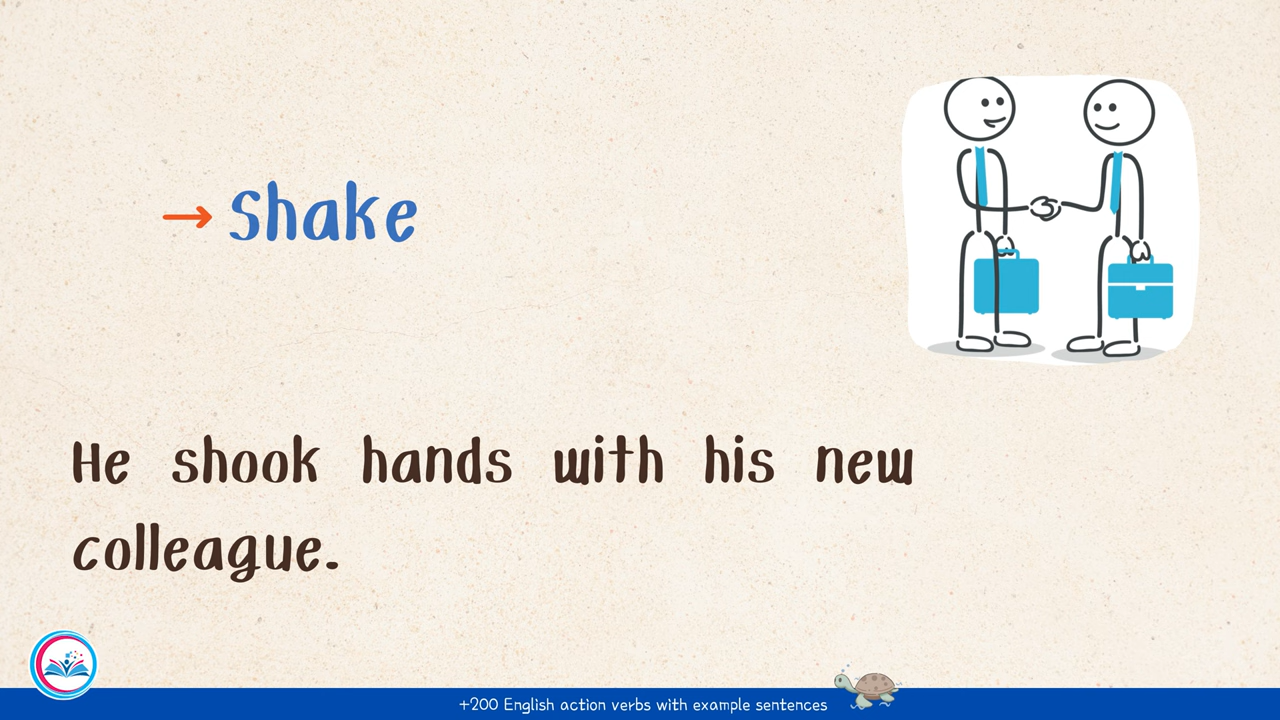 → Shake
He shook hands with his new
colleague.
+200 English action verbs with example sentences